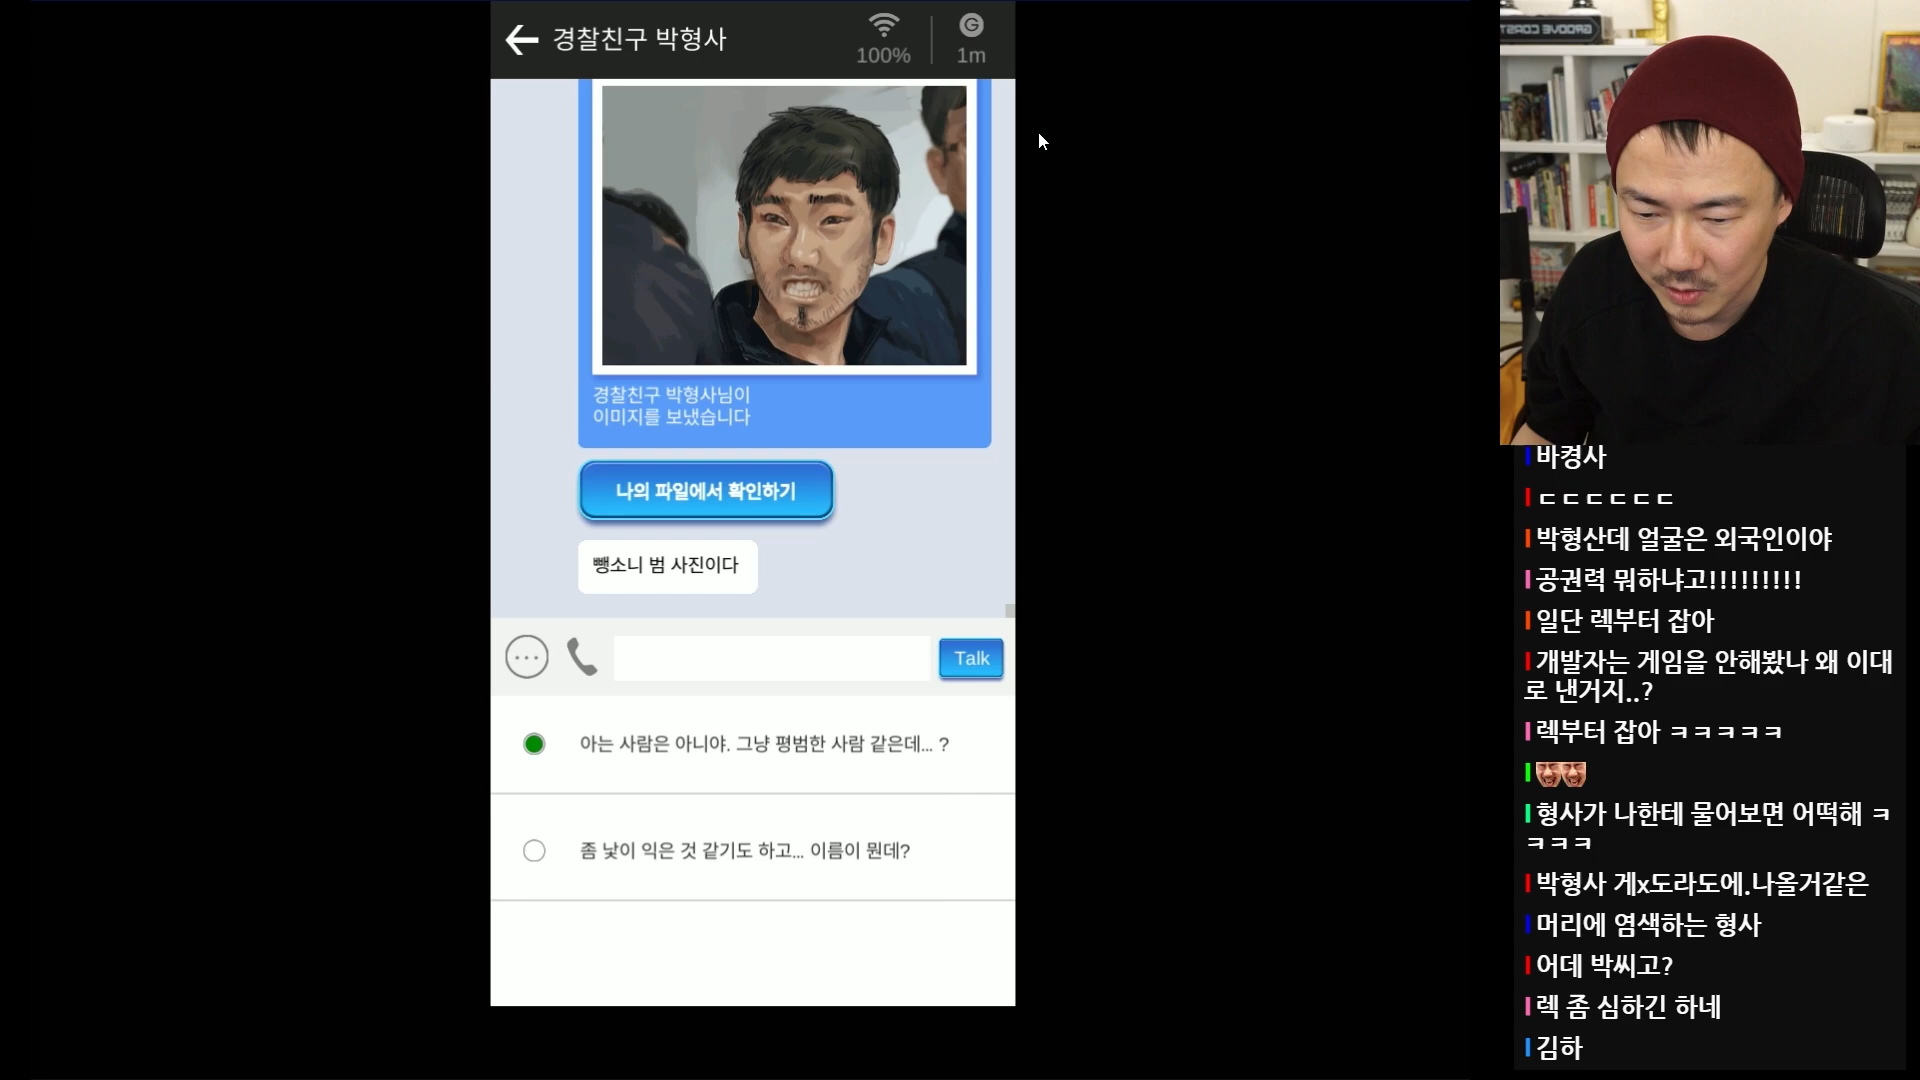 경찰친구 박형사
100%
1m
경찰친구 박형사님이
이미지를 보냈습니다
나의 파일에서 확인하기
뺑소니 범 사진이다
Talk
아는 사람은 아니야. 그냥 평범한 사람 같은데... ?
좀 낯이 익은 것 같기도 하고... 이름이 뭔데?
바켱사
ㄷㄷㄷㄷㄷㄷ
박형산데 얼굴은 외국인이야
공권력 뭐하냐고!!!!!!!!!
일단 렉부터 잡아
개발자는 게임을 안해봤나 왜 이대
로 낸거지..?
렉부터 잡아 ㅋㅋㅋㅋㅋ
형사가 나한테 물어보면 어떡해 ㅋ
ㅋㅋㅋ
박형사 게x도라도에.나올거같은
머리에 염색하는 형사
어데 박씨고?
렉 좀 심하긴 하네
김하